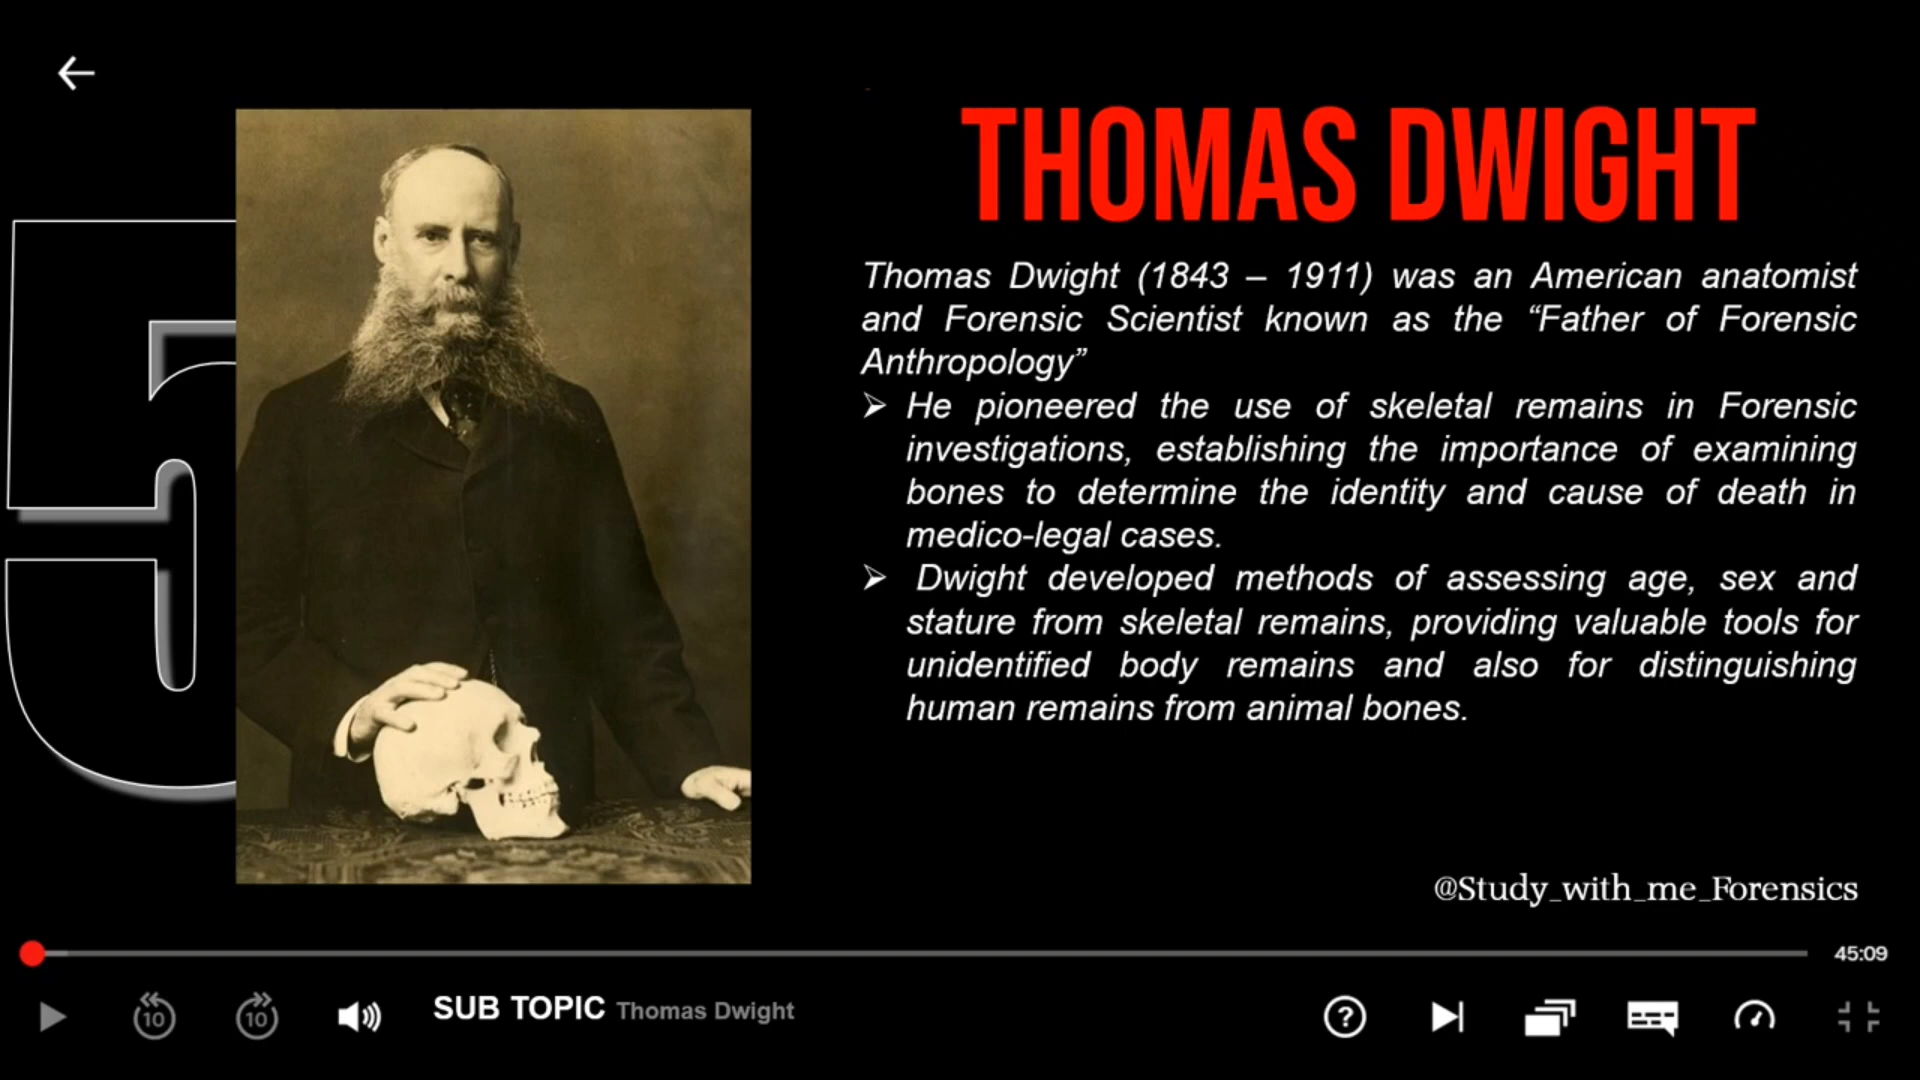 THOMAS DWIGHT
5
Thomas Dwight (1843 – 1911) was an American anatomist
and Forensic Scientist known as the “Father of Forensic
Anthropology”
➢ He pioneered the use of skeletal remains in Forensic
investigations, establishing the importance of examining
bones to determine the identity and cause of death in
medico-legal cases.
➢ Dwight developed methods of assessing age, sex and
stature from skeletal remains, providing valuable tools for
unidentified body remains and also for distinguishing
human remains from animal bones.
@Study_with_me_Forensics
45:09
10
10
SUB TOPIC Thomas Dwight
?